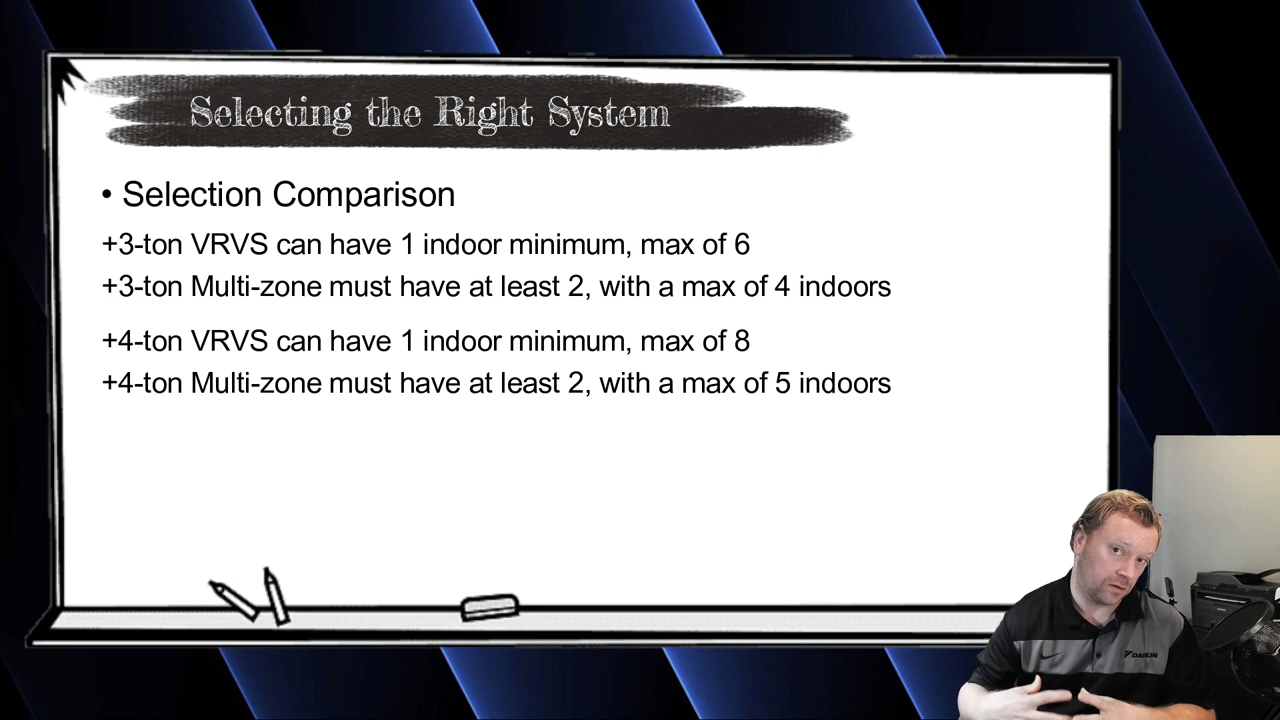 Selecting the Right System
• Selection Comparison
+3-ton VRVS can have 1 indoor minimum, max of 6
+3-ton Multi-zone must have at least 2, with a max of 4 indoors
+4-ton VRVS can have 1 indoor minimum, max of 8
+4-ton Multi-zone must have at least 2, with a max of 5 indoors
DAIKIN